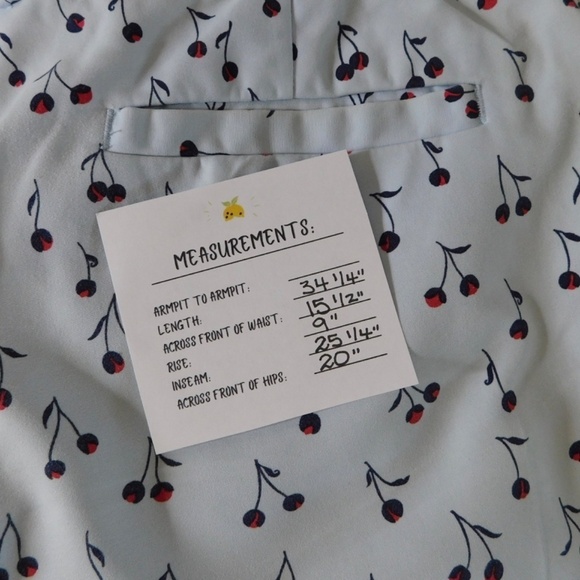 MEASUREMENTS:
ARMPIT TO ARMPIT:
LENGTH: 34 1/4"
ACROSS FRONT OF WAIST: 15 1/2"
RISE: 9"
INSEAM: 25 1/4"
ACROSS FRONT OF HIPS: 20"